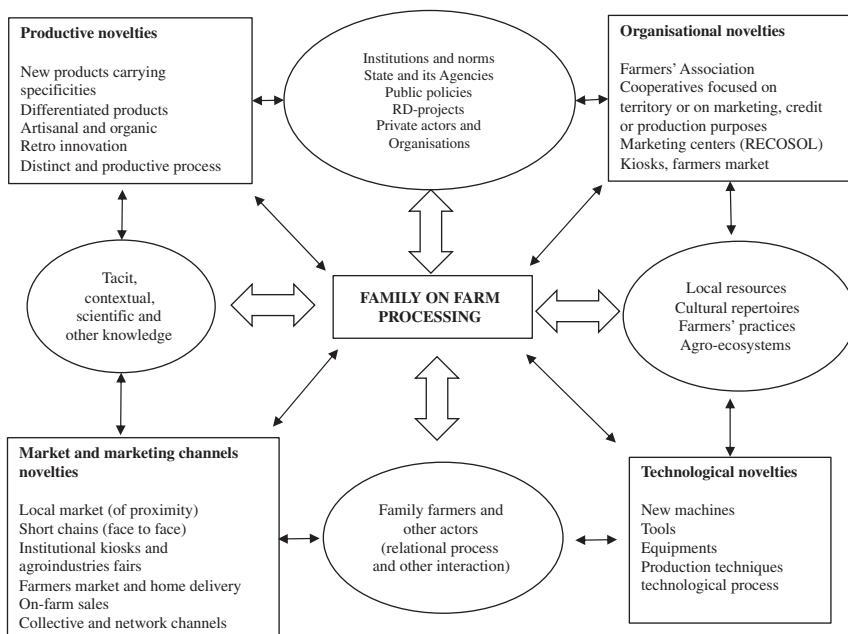 Productive novelties
New products carrying
specificities
Differentiated products
Artisanal and organic
Retro innovation
Distinct and productive process
Institutions and norms
State and its Agencies
Public policies
RD-projects
Private actors and
Organisations
Organisational novelties
Farmers' Association
Cooperatives focused on
territory or on marketing, credit
or production purposes
Marketing centers (RECOSOL)
Kiosks, farmers market
Tacit,
contextual,
scientific and
other knowledge
FAMILY ON FARM
PROCESSING
Local resources
Cultural repertoires
Farmers' practices
Agro-ecosystems
Market and marketing channels
novelties
Local market (of proximity)
Short chains (face to face)
Institutional kiosks and
agroindustries fairs
Farmers market and home delivery
On-farm sales
Collective and network channels
Family farmers and
other actors
(relational process
and other interaction)
Technological novelties
New machines
Tools
Equipments
Production techniques
technological process